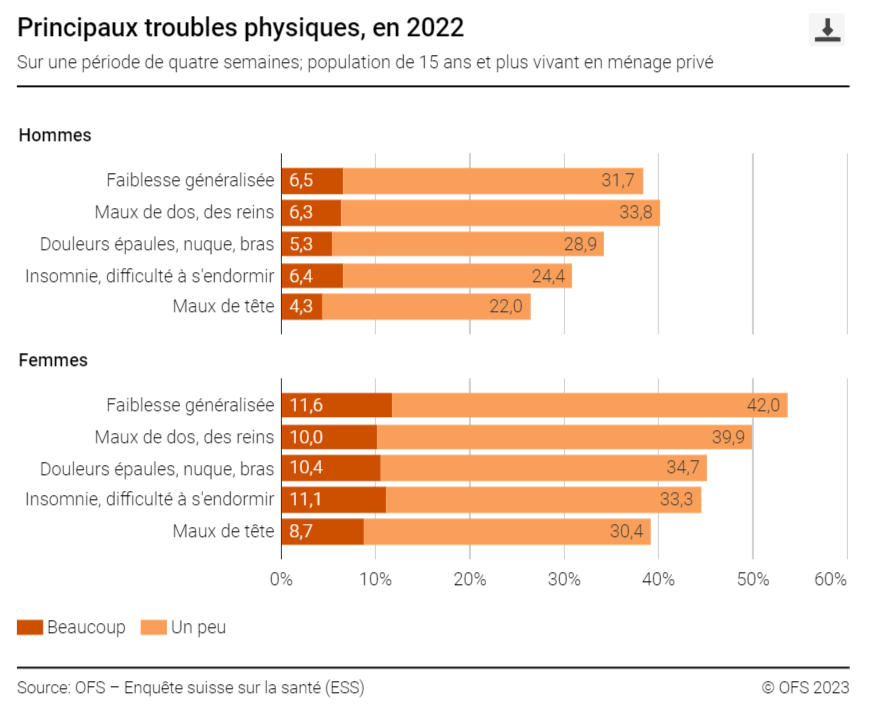 Principaux troubles physiques, en 2022
Sur une période de quatre semaines; population de 15 ans et plus vivant en ménage privé
Hommes
Faiblesse généralisée 6,5 31,7
Maux de dos, des reins 6,3 33,8
Douleurs épaules, nuque, bras 5,3 28,9
Insomnie, difficulté à s'endormir 6,4 24,4
Maux de tête 4,3 22,0
Femmes
Faiblesse généralisée 11,6 42,0
Maux de dos, des reins 10,0 39,9
Douleurs épaules, nuque, bras 10,4 34,7
Insomnie, difficulté à s'endormir 11,1 33,3
Maux de tête 8,7 30,4
0% 10% 20% 30% 40% 50% 60%
Beaucoup Un peu
Source: OFS – Enquête suisse sur la santé (ESS) © OFS 2023